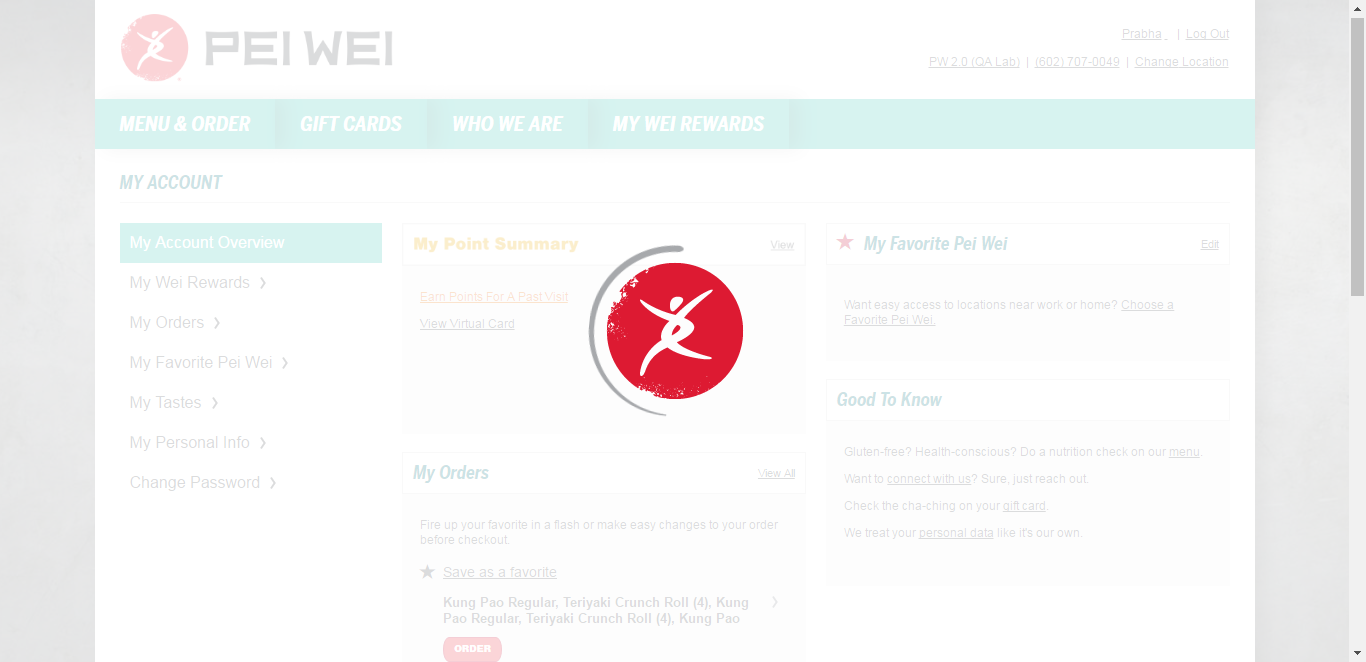 PEI WEI
Prabha | Log Out
PW 2.0 (QA Lab) | (602) 707-0049 | Change Location
MENU & ORDER
GIFT CARDS
WHO WE ARE
MY WEI REWARDS
MY ACCOUNT
My Account Overview
My Wei Rewards
My Orders
My Favorite Pei Wei
My Tastes
My Personal Info
Change Password
My Point Summary
View
Earn Points For A Past Visit
View Virtual Card
My Orders
View All
Fire up your favorite in a flash or make easy changes to your order
before checkout.
Save as a favorite
Kung Pao Regular, Teriyaki Crunch Roll (4), Kung
Pao Regular, Teriyaki Crunch Roll (4), Kung Pao
ORDER
My Favorite Pei Wei
Edit
Want easy access to locations near work or home? Choose a
Favorite Pei Wei.
Good To Know
Gluten-free? Health-conscious? Do a nutrition check on our menu.
Want to connect with us? Sure, just reach out.
Check the cha-ching on your gift card.
We treat your personal data like it's our own.